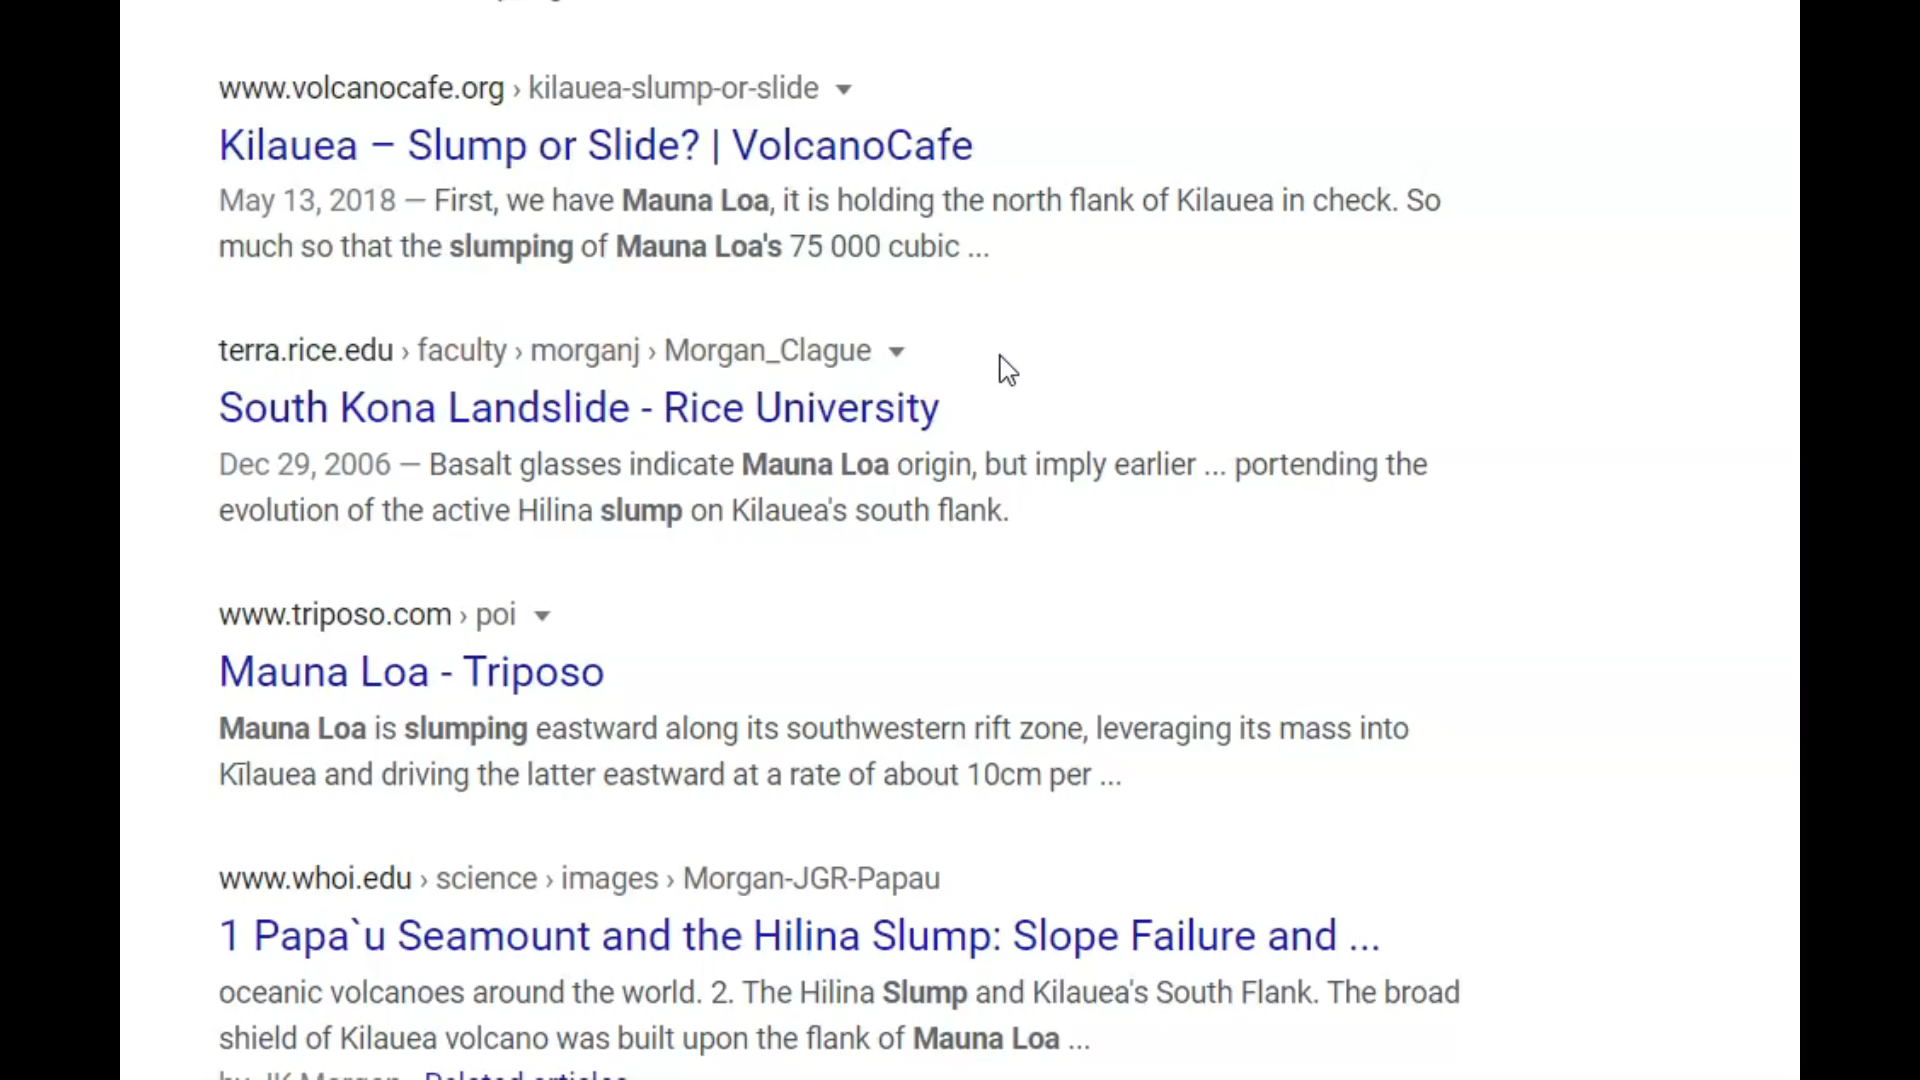 www.volcanocafe.org › kilauea-slump-or-slide
Kilauea – Slump or Slide? | VolcanoCafe
May 13, 2018 — First, we have Mauna Loa, it is holding the north flank of Kilauea in check. So
much so that the slumping of Mauna Loa's 75 000 cubic ...
terra.rice.edu › faculty › morganj › Morgan_Clague
South Kona Landslide - Rice University
Dec 29, 2006 — Basalt glasses indicate Mauna Loa origin, but imply earlier ... portending the
evolution of the active Hilina slump on Kilauea's south flank.
www.triposo.com › poi
Mauna Loa - Triposo
Mauna Loa is slumping eastward along its southwestern rift zone, leveraging its mass into
Kīlauea and driving the latter eastward at a rate of about 10cm per ...
www.whoi.edu › science › images › Morgan-JGR-Papau
1 Papa`u Seamount and the Hilina Slump: Slope Failure and ...
oceanic volcanoes around the world. 2. The Hilina Slump and Kilauea's South Flank. The broad
shield of Kilauea volcano was built upon the flank of Mauna Loa ...
by JK Morgan - Related articles